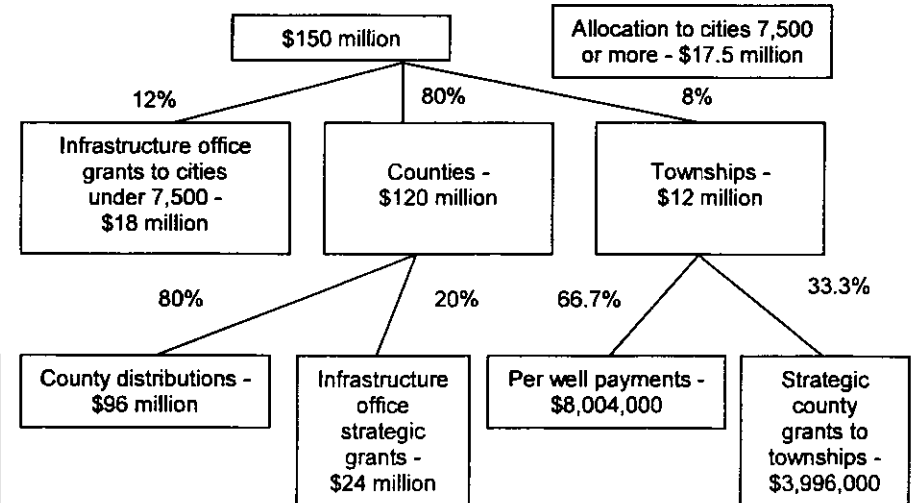 $150 million
Allocation to cities 7,500
or more - $17.5 million
12%
80%
8%
Infrastructure office
grants to cities
under 7,500 -
$18 million
Counties -
$120 million
Townships -
$12 million
80%
20%
66.7%
33.3%
County distributions -
$96 million
Infrastructure
office
strategic
grants -
$24 million
Per well payments -
$8,004,000
Strategic
county
grants to
townships -
$3,996,000